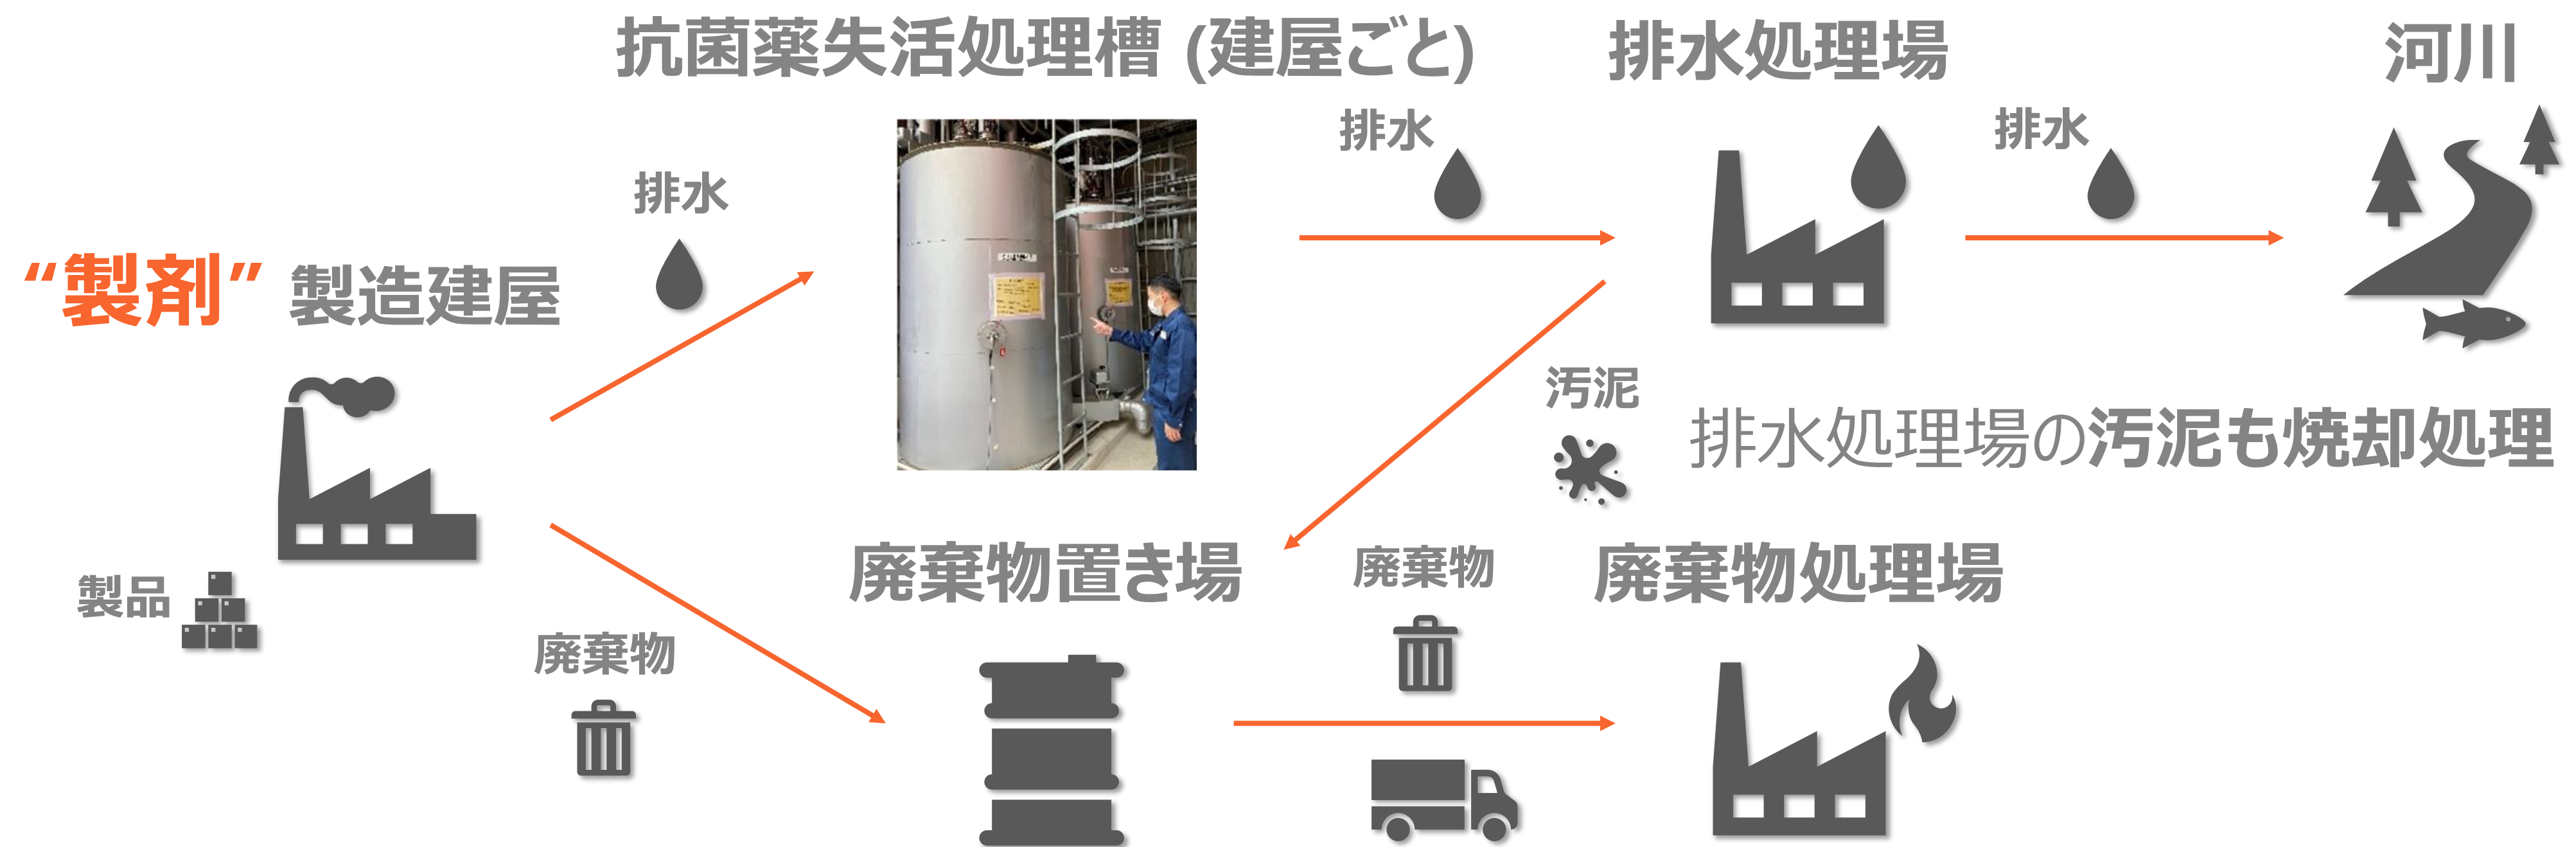 抗菌薬失活処理槽 (建屋ごと)
排水処理場
河川
排水
排水
排水
“製剤” 製造建屋
汚泥
排水処理場の汚泥も焼却処理
製品
廃棄物置き場
廃棄物
廃棄物処理場
廃棄物